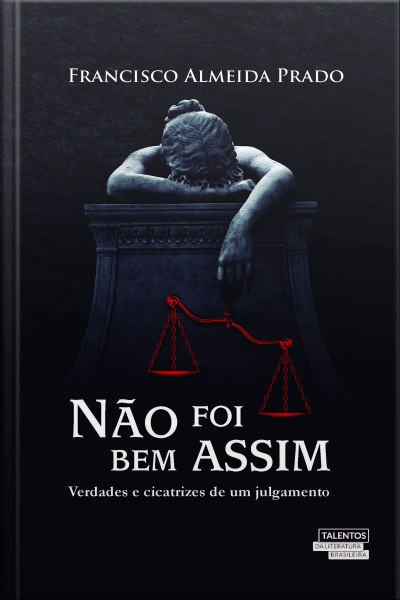 FRANCISCO ALMEIDA PRADO
NÃO FOI
BEM ASSIM
Verdades e cicatrizes de um julgamento
TALENTOS
DA LITERATURA
BRASILEIRA